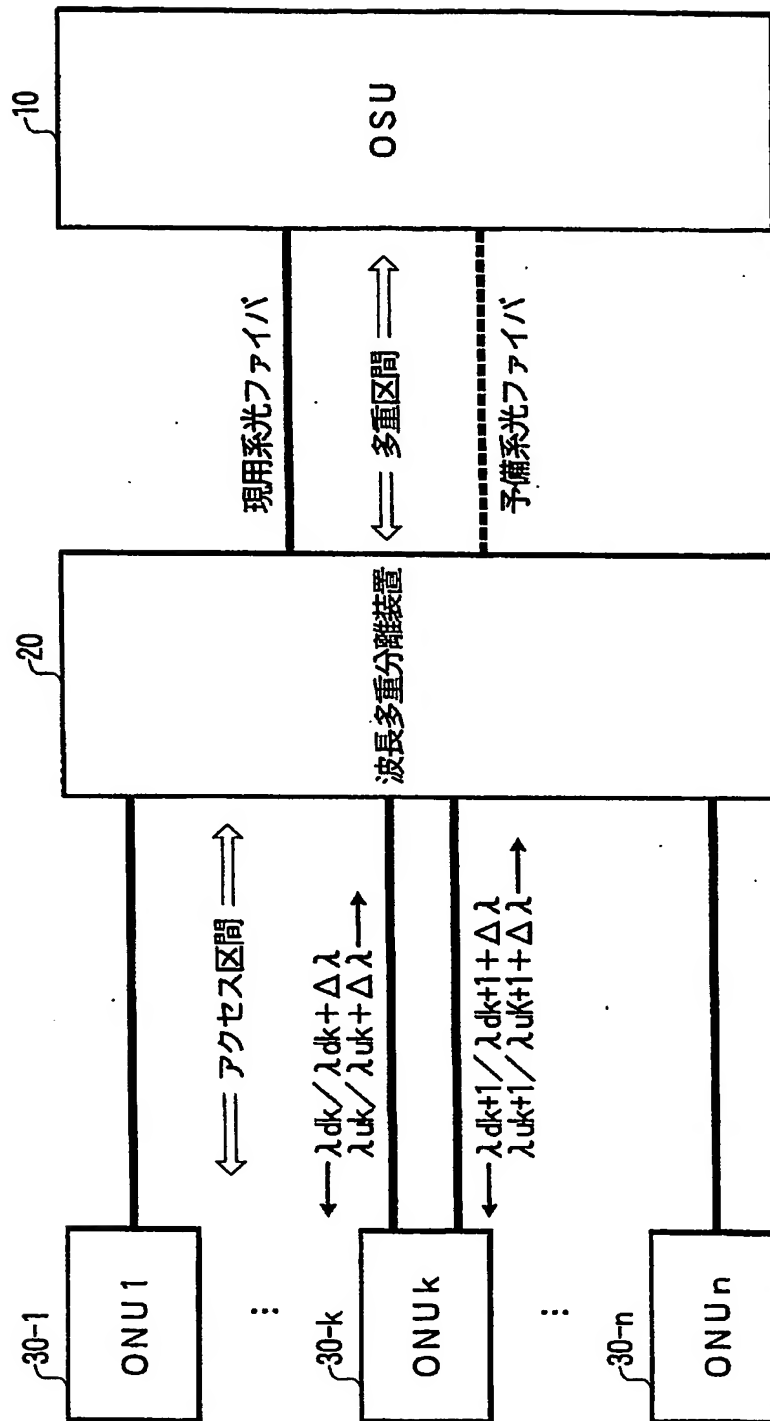 10
OSU
現用系光ファイバ
⇐ 多重区間 ⇒
予備系光ファイバ
20
波長多重分離装置
⇐ アクセス区間 ⇒
←λdk/λdk+Δλ
λuk/λuk+Δλ→
←λdk+1/λdk+1+Δλ
λuk+1/λuK+1+Δλ→
30-1
ONU1
⋯
30-k
ONUk
⋯
30-n
ONUn